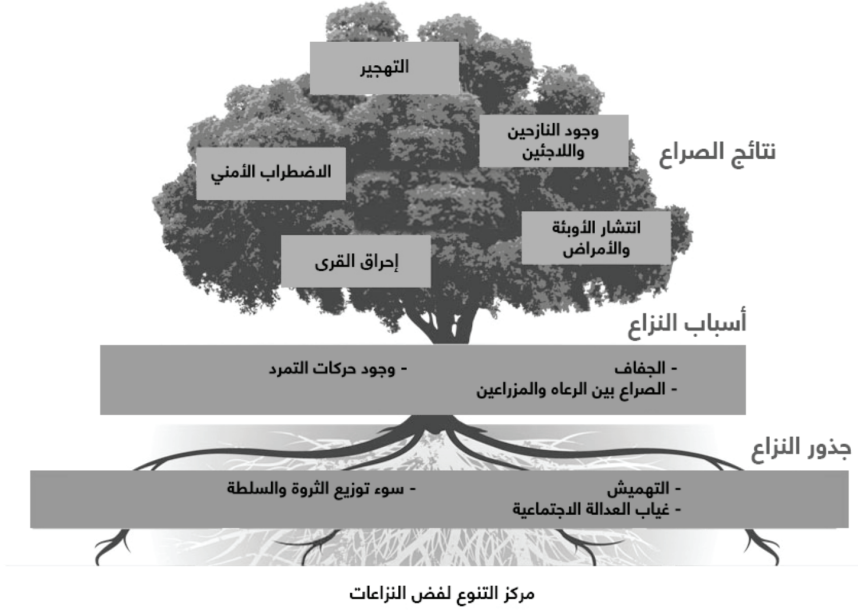 التهجير
وجود النازحين
واللاجئين
نتائج الصراع
الاضطراب الأمني
انتشار الأوبئة
والأمراض
إحراق القرى
أسباب النزاع
- الجفاف
- وجود حركات التمرد
- الصراع بين الرعاه والمزراعين
جذور النزاع
- التهميش
- سوء توزيع الثروة والسلطة
- غياب العدالة الاجتماعية
مركز التنوع لفض النزاعات